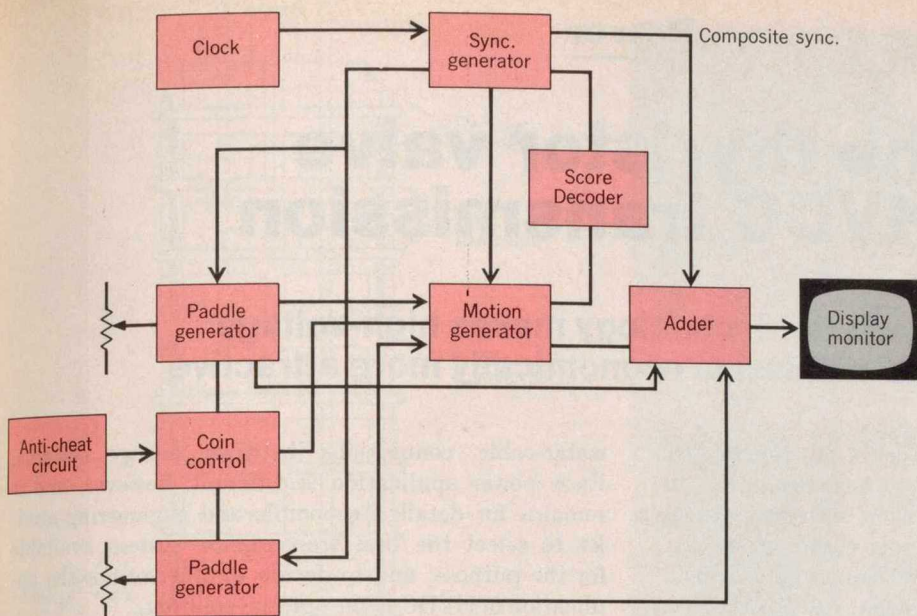 Clock
Sync.
generator
Composite sync.
Score
Decoder
Paddle
generator
Motion
generator
Adder
Display
monitor
Anti-cheat
circuit
Coin
control
Paddle
generator